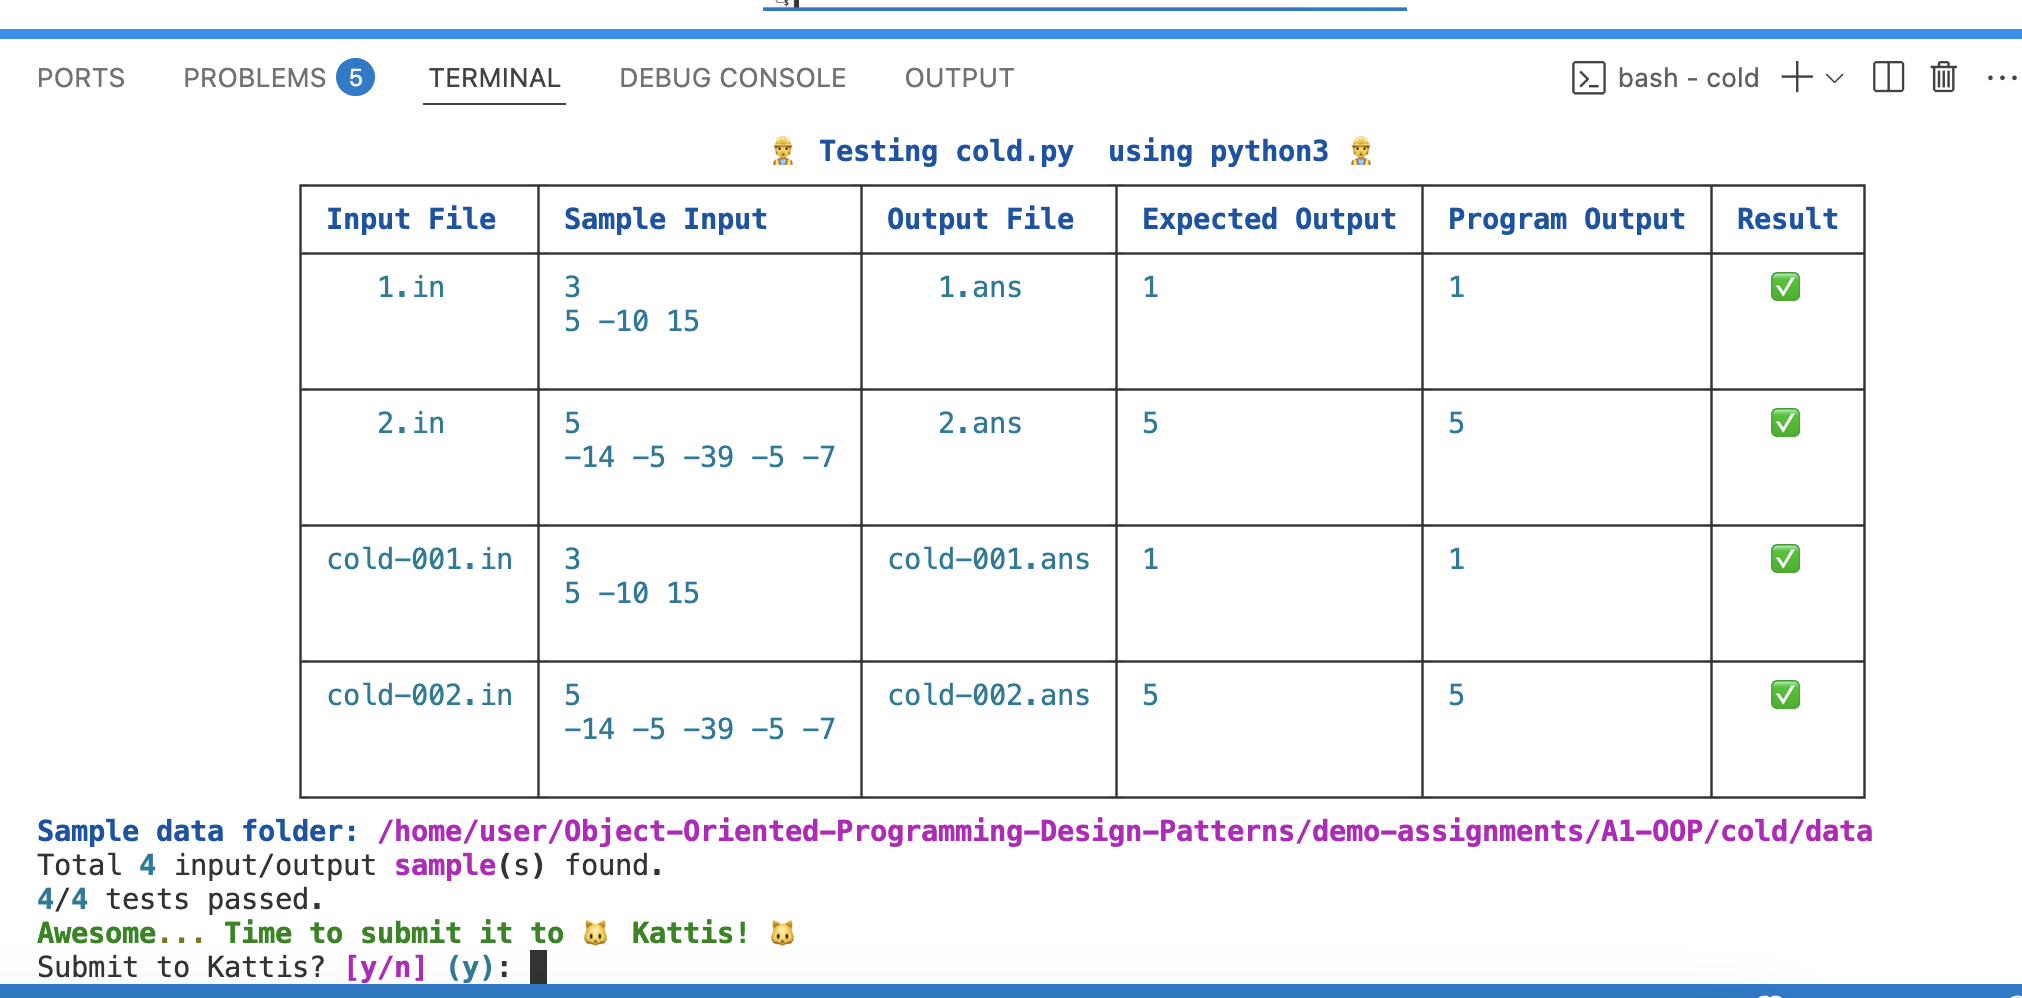 PORTS PROBLEMS 5 TERMINAL DEBUG CONSOLE OUTPUT bash - cold
Testing cold.py using python3
Input File Sample Input Output File Expected Output Program Output Result
1.in 3 1.ans 1 1
5 -10 15
2.in 5 2.ans 5 5
-14 -5 -39 -5 -7
cold-001.in 3 cold-001.ans 1 1
5 -10 15
cold-002.in 5 cold-002.ans 5 5
-14 -5 -39 -5 -7
Sample data folder: /home/user/Object-Oriented-Programming-Design-Patterns/demo-assignments/A1-OOP/cold/data
Total 4 input/output sample(s) found.
4/4 tests passed.
Awesome... Time to submit it to 🐱 Kattis! 🐱
Submit to Kattis? [y/n] (y):